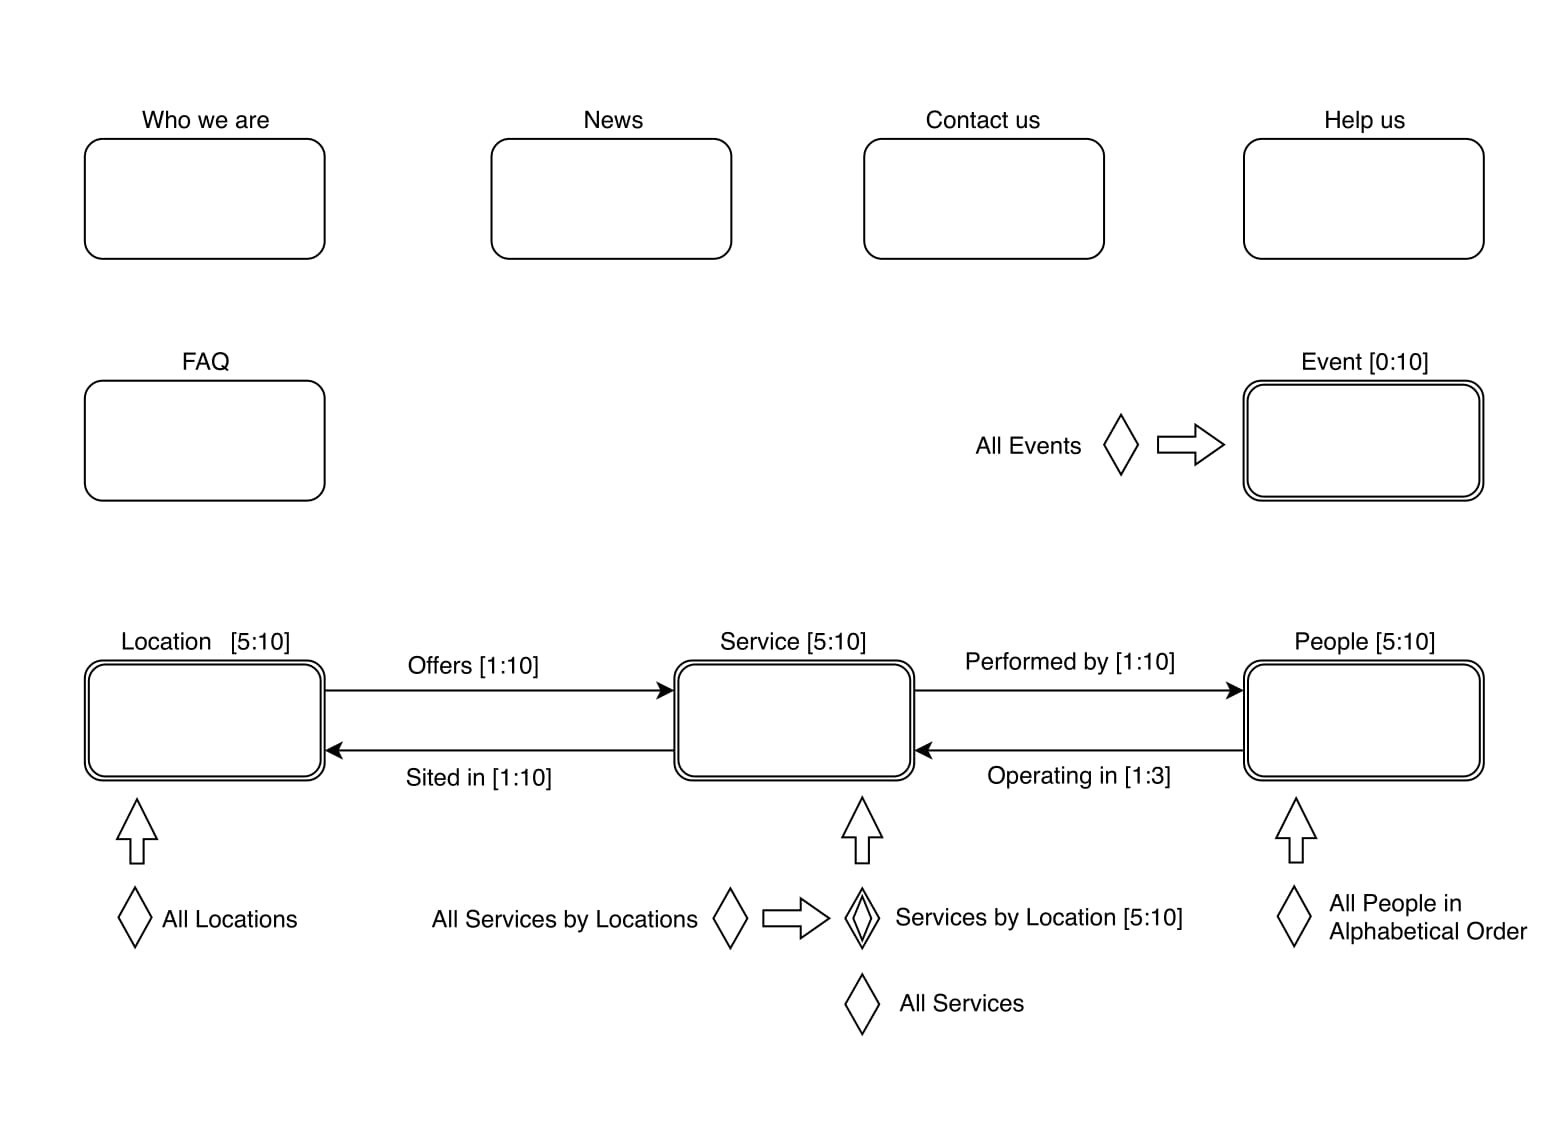 Who we are
News
Contact us
Help us
FAQ
Event [0:10]
All Events
Location [5:10]
Service [5:10]
People [5:10]
Offers [1:10]
Performed by [1:10]
Sited in [1:10]
Operating in [1:3]
All Locations
All Services by Locations
Services by Location [5:10]
All People in
Alphabetical Order
All Services